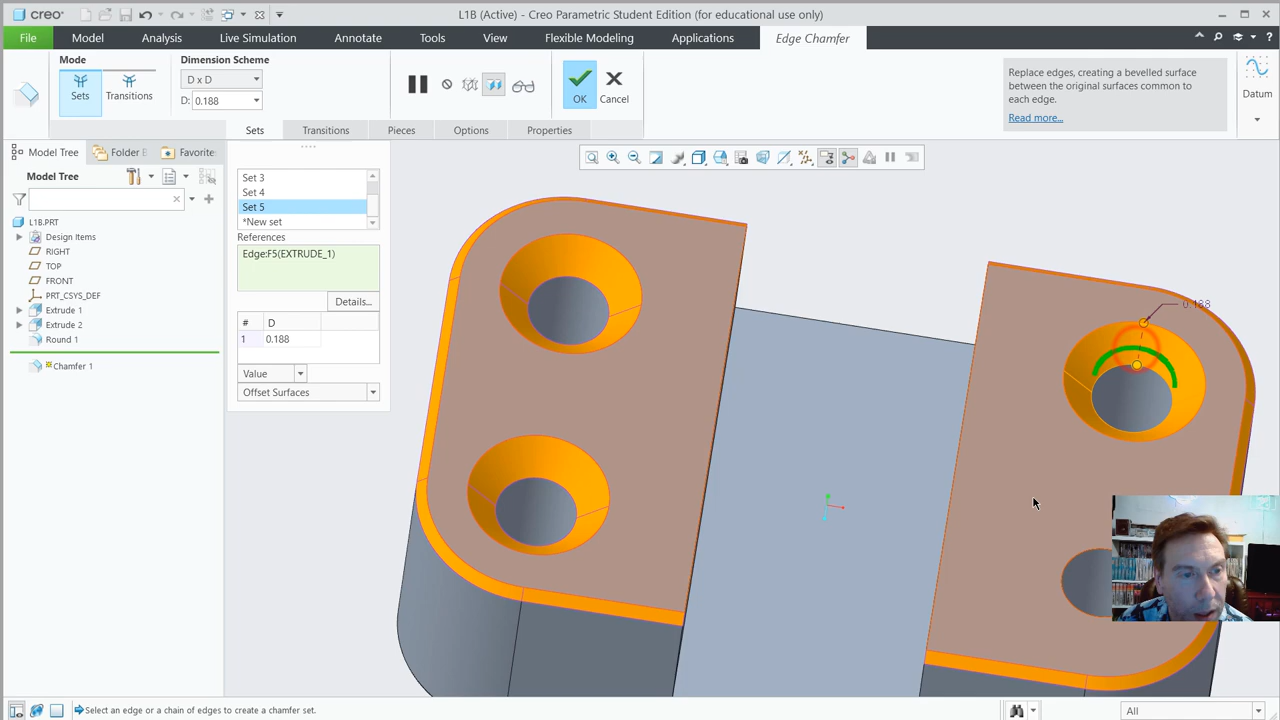 creo
L1B (Active) - Creo Parametric Student Edition (for educational use only)
File Model Analysis Live Simulation Annotate Tools View Flexible Modeling Applications Edge Chamfer
Mode Dimension Scheme
D x D
D: 0.188
Sets Transitions
OK Cancel
Replace edges, creating a bevelled surface
between the original surfaces common to
each edge.
Read more...
Datum
Sets Transitions Pieces Options Properties
Model Tree Folder B Favorite
Model Tree
L1B.PRT
Design Items
RIGHT
TOP
FRONT
PRT_CSYS_DEF
Extrude 1
Extrude 2
Round 1
Chamfer 1
Set 3
Set 4
Set 5
*New set
References
Edge:F5(EXTRUDE_1)
Details...
# D
1 0.188
Value
Offset Surfaces
0.188
Select an edge or a chain of edges to create a chamfer set.
All